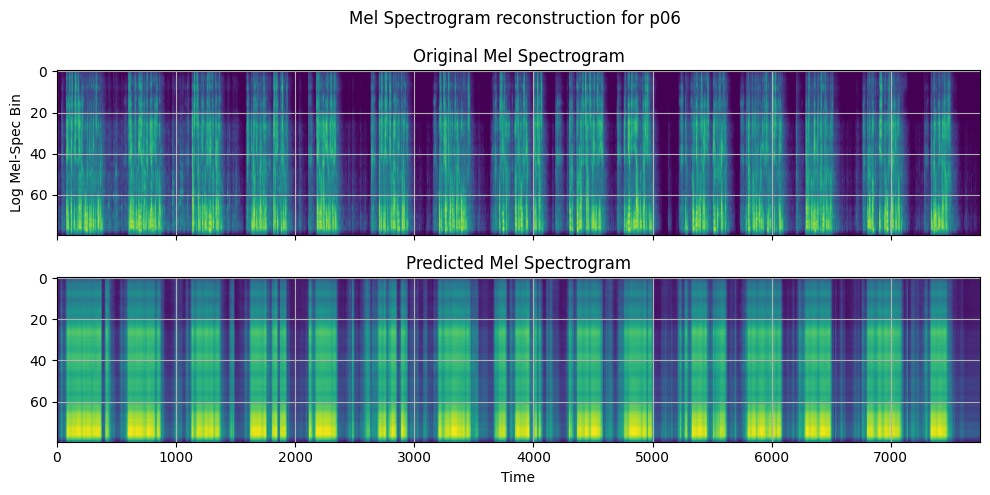 Mel Spectrogram reconstruction for p06
Original Mel Spectrogram
0
20
40
60
Log Mel-Spec Bin
Predicted Mel Spectrogram
0
20
40
60
0 1000 2000 3000 4000 5000 6000 7000
Time